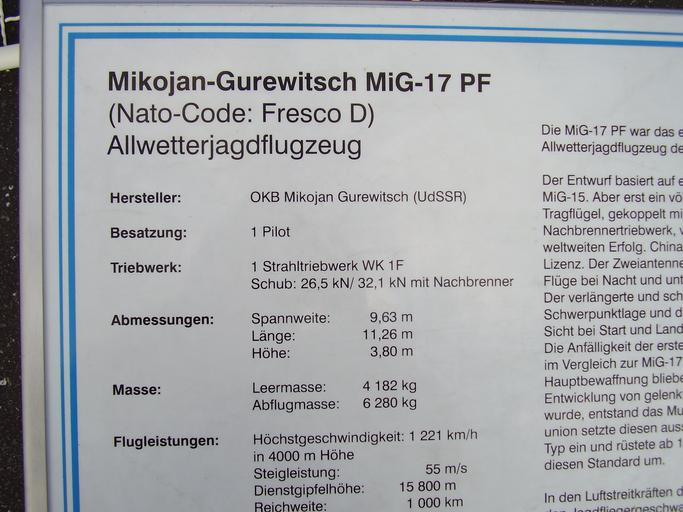 Mikojan-Gurewitsch MiG-17 PF
(Nato-Code: Fresco D)
Allwetterjagdflugzeug
Hersteller: OKB Mikojan Gurewitsch (UdSSR)
Besatzung: 1 Pilot
Triebwerk: 1 Strahltriebwerk WK 1F
Schub: 26,5 kN/ 32,1 kN mit Nachbrenner
Abmessungen: Spannweite: 9,63 m
Länge: 11,26 m
Höhe: 3,80 m
Masse: Leermasse: 4 182 kg
Abflugmasse: 6 280 kg
Flugleistungen: Höchstgeschwindigkeit: 1 221 km/h
in 4000 m Höhe
Steigleistung: 55 m/s
Dienstgipfelhöhe: 15 800 m
Reichweite: 1 000 km
Die MiG-17 PF war das e
Allwetterjagdflugzeug de
Der Entwurf basiert auf e
MiG-15. Aber erst ein vö
Tragflügel, gekoppelt mi
Nachbrennertriebwerk, v
weltweiten Erfolg. China
Lizenz. Der Zweiantenne
Flüge bei Nacht und unt
Der verlängerte und sch
Schwerpunktlage und d
Sicht bei Start und Land
Die Anfälligkeit der erste
im Vergleich zur MiG-17
Hauptbewaffnung bliebe
Entwicklung von gelenk
wurde, entstand das Mu
union setzte diesen auss
Typ ein und rüstete ab 1
diesen Standard um.
In den Luftstreitkräften d
den Jagdfliegergeschwa